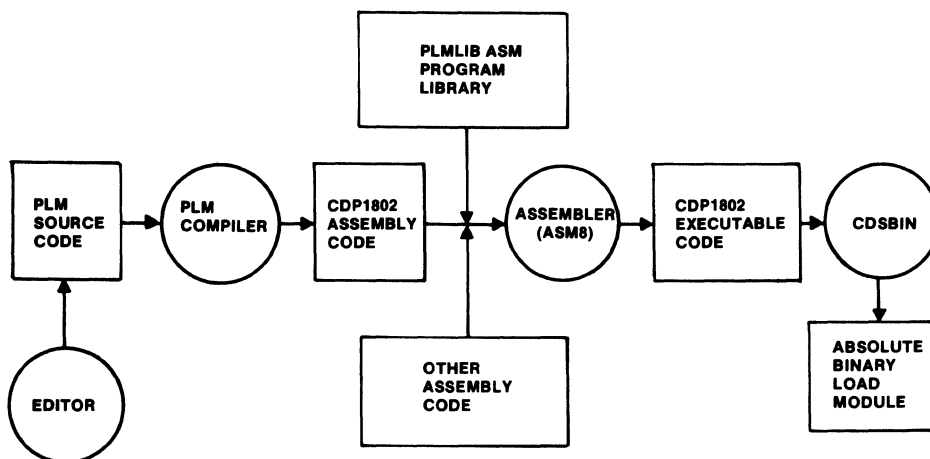 PLMLIB ASM
PROGRAM
LIBRARY
PLM
SOURCE
CODE
PLM
COMPILER
CDP1802
ASSEMBLY
CODE
ASSEMBLER
(ASM8)
CDP1802
EXECUTABLE
CODE
CDSBIN
EDITOR
OTHER
ASSEMBLY
CODE
ABSOLUTE
BINARY
LOAD
MODULE